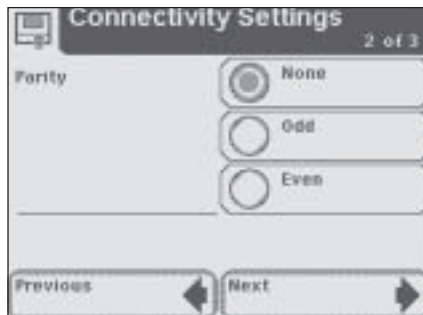 Connectivity Settings
2 of 3
Parity
None
Odd
Even
Previous
Next